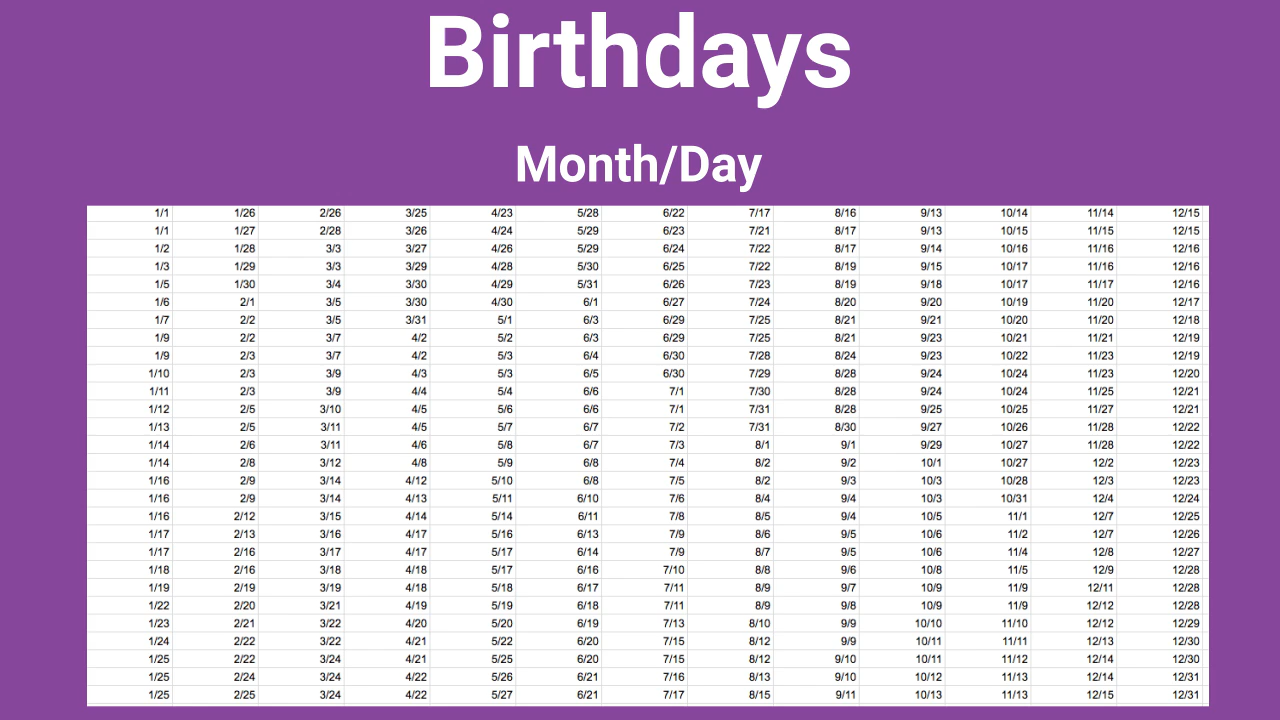 Birthdays
Month/Day
1/1 1/26 2/26 3/25 4/23 5/28 6/22 7/17 8/16 9/13 10/14 11/14 12/15
1/1 1/27 2/28 3/26 4/24 5/29 6/23 7/21 8/17 9/13 10/15 11/15 12/15
1/2 1/28 3/3 3/27 4/26 5/29 6/24 7/22 8/17 9/14 10/16 11/16 12/16
1/3 1/29 3/3 3/29 4/28 5/30 6/25 7/22 8/19 9/15 10/17 11/16 12/16
1/5 1/30 3/4 3/30 4/29 5/31 6/26 7/23 8/19 9/18 10/17 11/17 12/16
1/6 2/1 3/5 3/30 4/30 6/1 6/27 7/24 8/20 9/20 10/19 11/20 12/17
1/7 2/2 3/5 3/31 5/1 6/3 6/29 7/25 8/21 9/21 10/20 11/20 12/18
1/9 2/2 3/7 4/2 5/2 6/3 6/29 7/25 8/21 9/23 10/21 11/21 12/19
1/9 2/3 3/7 4/2 5/3 6/4 6/30 7/28 8/24 9/23 10/22 11/23 12/19
1/10 2/3 3/9 4/3 5/3 6/5 6/30 7/29 8/28 9/24 10/24 11/23 12/20
1/11 2/3 3/9 4/4 5/4 6/6 7/1 7/30 8/28 9/24 10/24 11/25 12/21
1/12 2/5 3/10 4/5 5/6 6/6 7/1 7/31 8/28 9/25 10/25 11/27 12/21
1/13 2/5 3/11 4/5 5/7 6/7 7/2 7/31 8/30 9/27 10/26 11/28 12/22
1/14 2/6 3/11 4/6 5/8 6/7 7/3 8/1 9/1 9/29 10/27 11/28 12/22
1/14 2/8 3/12 4/8 5/9 6/8 7/4 8/2 9/2 10/1 10/27 12/2 12/23
1/16 2/9 3/14 4/12 5/10 6/8 7/5 8/2 9/3 10/3 10/28 12/3 12/23
1/16 2/9 3/14 4/13 5/11 6/10 7/6 8/4 9/4 10/3 10/31 12/4 12/24
1/16 2/12 3/15 4/14 5/14 6/11 7/8 8/5 9/4 10/5 11/1 12/7 12/25
1/17 2/13 3/16 4/17 5/16 6/13 7/9 8/6 9/5 10/6 11/2 12/7 12/26
1/17 2/16 3/17 4/17 5/17 6/14 7/9 8/7 9/5 10/6 11/4 12/8 12/27
1/18 2/16 3/18 4/18 5/17 6/16 7/10 8/8 9/6 10/8 11/5 12/9 12/28
1/19 2/19 3/19 4/18 5/18 6/17 7/11 8/9 9/7 10/9 11/9 12/11 12/28
1/22 2/20 3/21 4/19 5/19 6/18 7/11 8/9 9/8 10/9 11/9 12/12 12/28
1/23 2/21 3/22 4/20 5/20 6/19 7/13 8/10 9/9 10/10 11/10 12/12 12/29
1/24 2/22 3/22 4/21 5/22 6/20 7/15 8/12 9/9 10/11 11/11 12/13 12/30
1/25 2/22 3/24 4/21 5/25 6/20 7/15 8/12 9/10 10/11 11/12 12/14 12/30
1/25 2/24 3/24 4/22 5/26 6/21 7/16 8/13 9/10 10/12 11/13 12/14 12/31
1/25 2/25 3/24 4/22 5/27 6/21 7/17 8/15 9/11 10/13 11/13 12/15 12/31